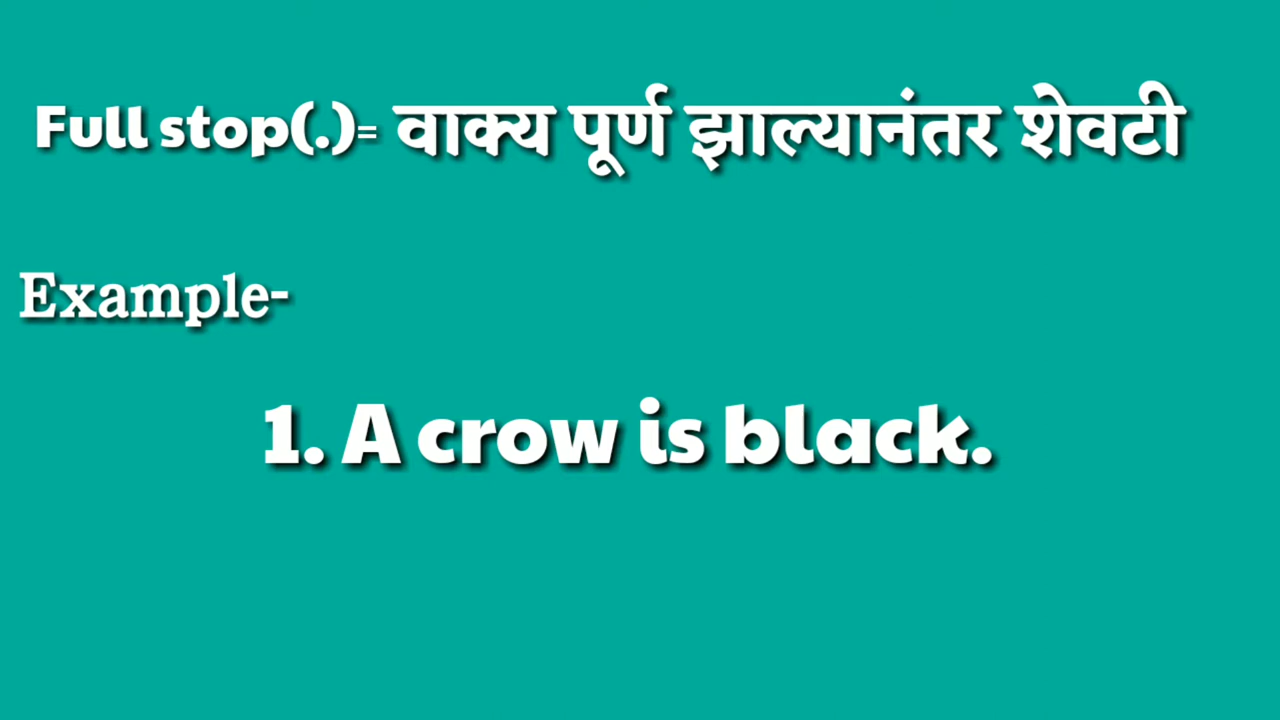 Full stop(.)= वाक्य पूर्ण झाल्यानंतर शेवटी
Example-
1. A crow is black.